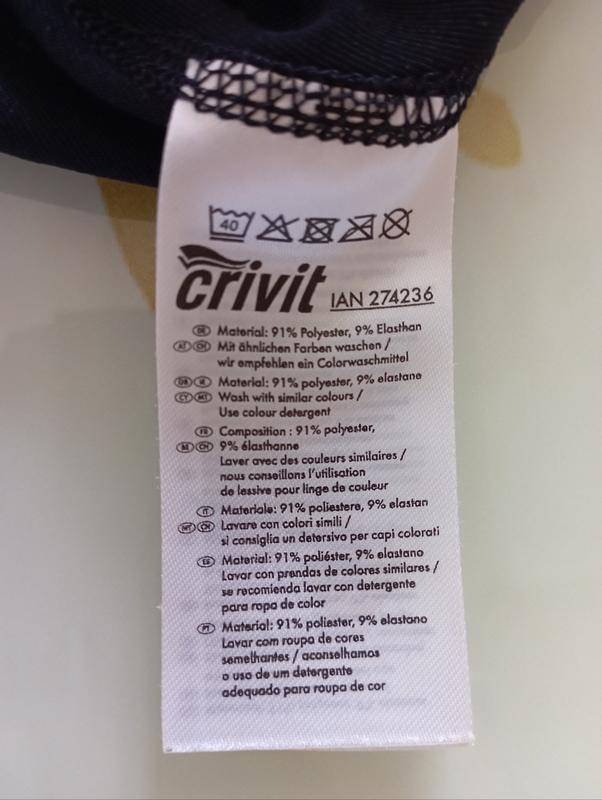 40
crivit IAN 274236
DE Material: 91% Polyester, 9% Elasthan
AT CH Mit ähnlichen Farben waschen /
wir empfehlen ein Colorwaschmittel
GB IE Material: 91% polyester, 9% elastane
CY MT Wash with similar colours /
Use colour detergent
FR Composition : 91% polyester,
BE CH 9% élasthanne
Laver avec des couleurs similaires /
nous conseillons l'utilisation
de lessive pour linge de couleur
IT Materiale: 91% poliestere, 9% elastan
MT CH Lavare con colori simili /
si consiglia un detersivo per capi colorati
ES Material: 91% poliéster, 9% elastano
Lavar con prendas de colores similares /
se recomienda lavar con detergente
para ropa de color
PT Material: 91% poliester, 9% elastano
Lavar com roupa de cores
semelhantes / aconselhamos
o uso de um detergente
adequado para roupa de cor